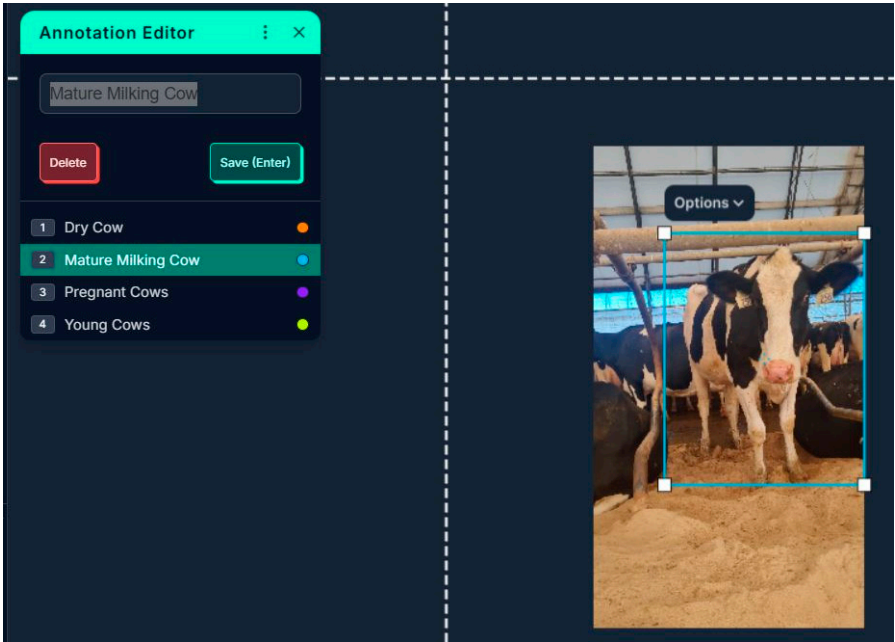 Annotation Editor
Mature Milking Cow
Delete
Save (Enter)
1 Dry Cow
2 Mature Milking Cow
3 Pregnant Cows
4 Young Cows
Options